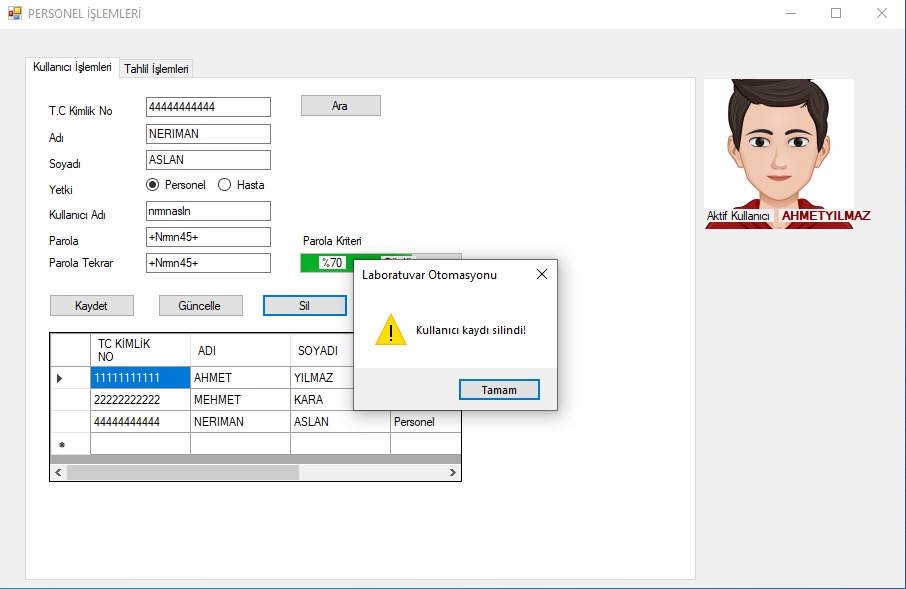 PERSONEL İŞLEMLERİ
Kullanıcı İşlemleri Tahlil İşlemleri
T.C Kimlik No 44444444444 Ara
Adı NERIMAN
Soyadı ASLAN
Yetki Personel Hasta
Kullanıcı Adı nrmnasln
Parola +Nrmn45+ Parola Kriteri
Parola Tekrar +Nrmn45+ %70
Kaydet Güncelle Sil
Laboratuvar Otomasyonu
Kullanıcı kaydı silindi!
Tamam
TC KİMLİK
NO ADI SOYADI
11111111111 AHMET YILMAZ
22222222222 MEHMET KARA
44444444444 NERIMAN ASLAN Personel
Aktif Kullanıcı AHMETYILMAZ